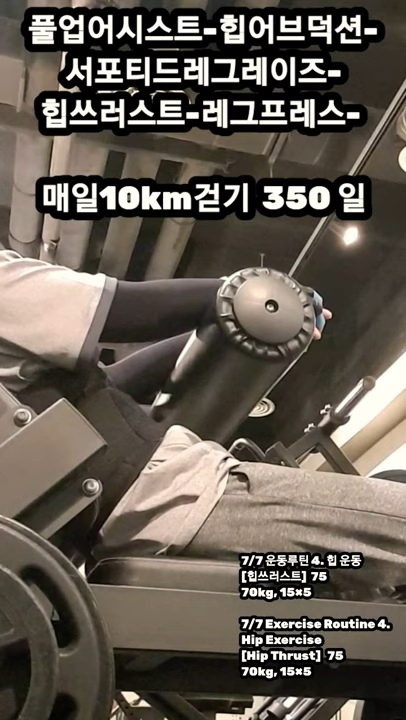 풀업어시스트-힙어브덕션-
서포티드레그레이즈-
힙쓰러스트-레그프레스-
매일10km걷기 350 일
7/7 운동루틴 4. 힙 운동
[힙쓰러스트] 75
70kg, 15×5
7/7 Exercise Routine 4.
Hip Exercise
[Hip Thrust] 75
70kg, 15×5